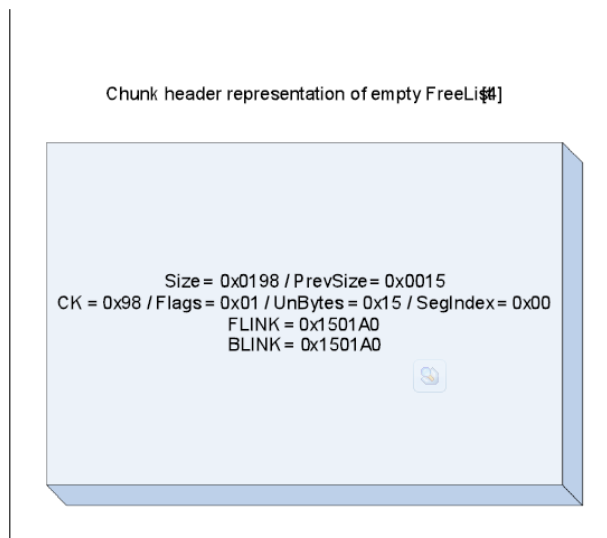 Chunk header representation of empty FreeList[4]
Size = 0x0198 / PrevSize = 0x0015
CK = 0x98 / Flags = 0x01 / UnBytes = 0x15 / SegIndex = 0x00
FLINK = 0x1501A0
BLINK = 0x1501A0